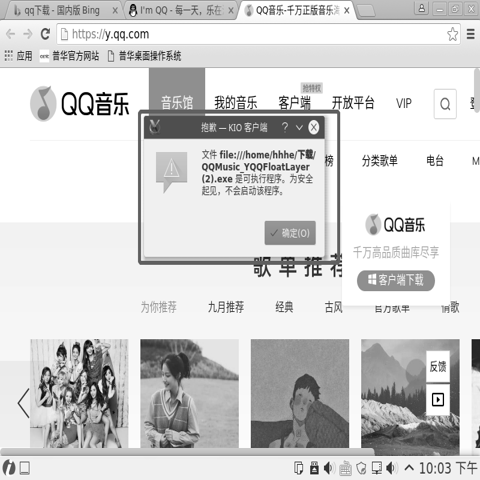 qq下载 - 国内版 Bing
I'm QQ - 每一天，乐在
QQ音乐-千万正版音乐海
https://y.qq.com
应用
普华官方网站
普华桌面操作系统
QQ音乐
音乐馆
我的音乐
客户端
抢特权
开放平台
VIP
抱歉 — KIO 客户端
文件 file:///home/hhhe/下载/
QQMusic_YQQFloatLayer
(2).exe 是可执行程序。为安全
起见，不会启动该程序。
确定(O)
榜
分类歌单
电台
M
QQ音乐
千万高品质曲库尽享
客户端下载
歌单推荐
为你推荐
九月推荐
经典
古风
官方歌单
情歌
反馈
10:03 下午